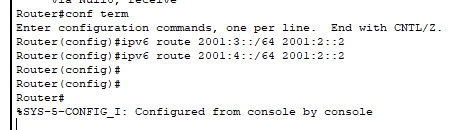 via Null0, receive
Router#conf term
Enter configuration commands, one per line.  End with CNTL/Z.
Router(config)#ipv6 route 2001:3::/64 2001:2::2
Router(config)#ipv6 route 2001:4::/64 2001:2::2
Router(config)#
Router(config)#
Router#
%SYS-5-CONFIG_I: Configured from console by console